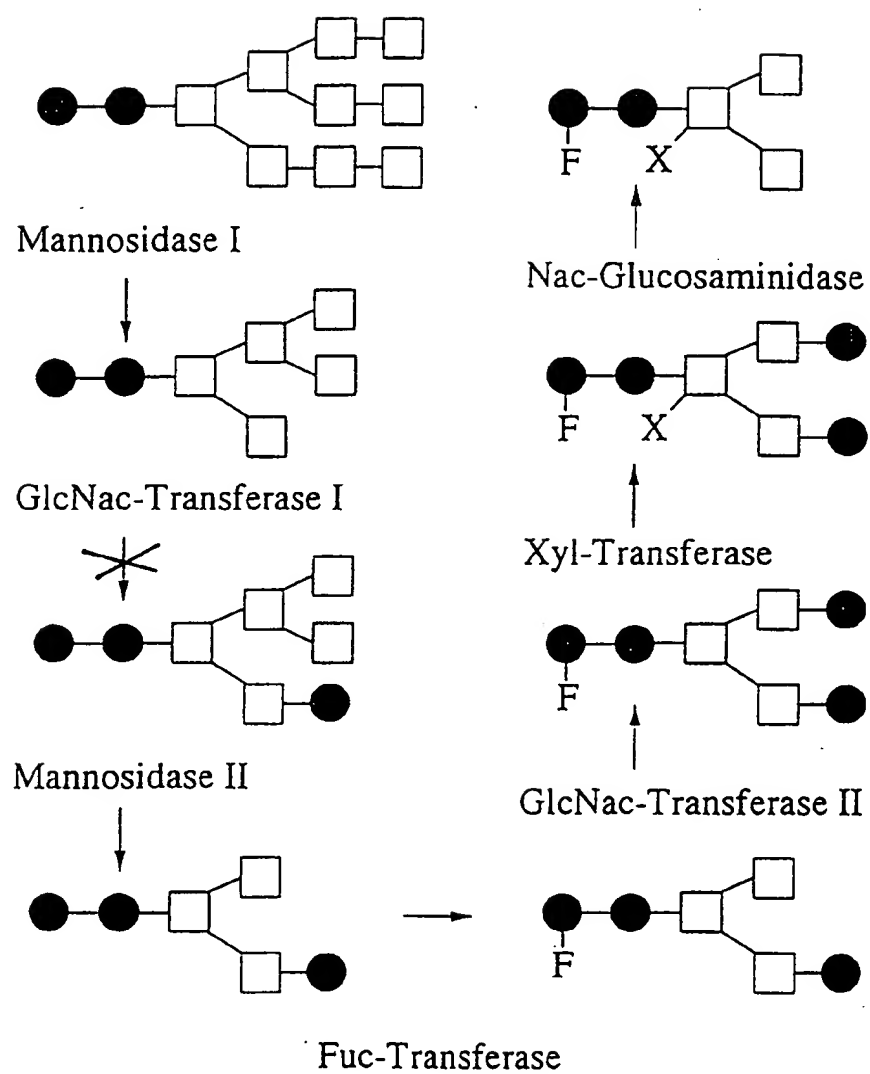 Mannosidase I
GlcNac-Transferase I
Mannosidase II
Fuc-Transferase
F
GlcNac-Transferase II
F
Xyl-Transferase
F X
Nac-Glucosaminidase
F X